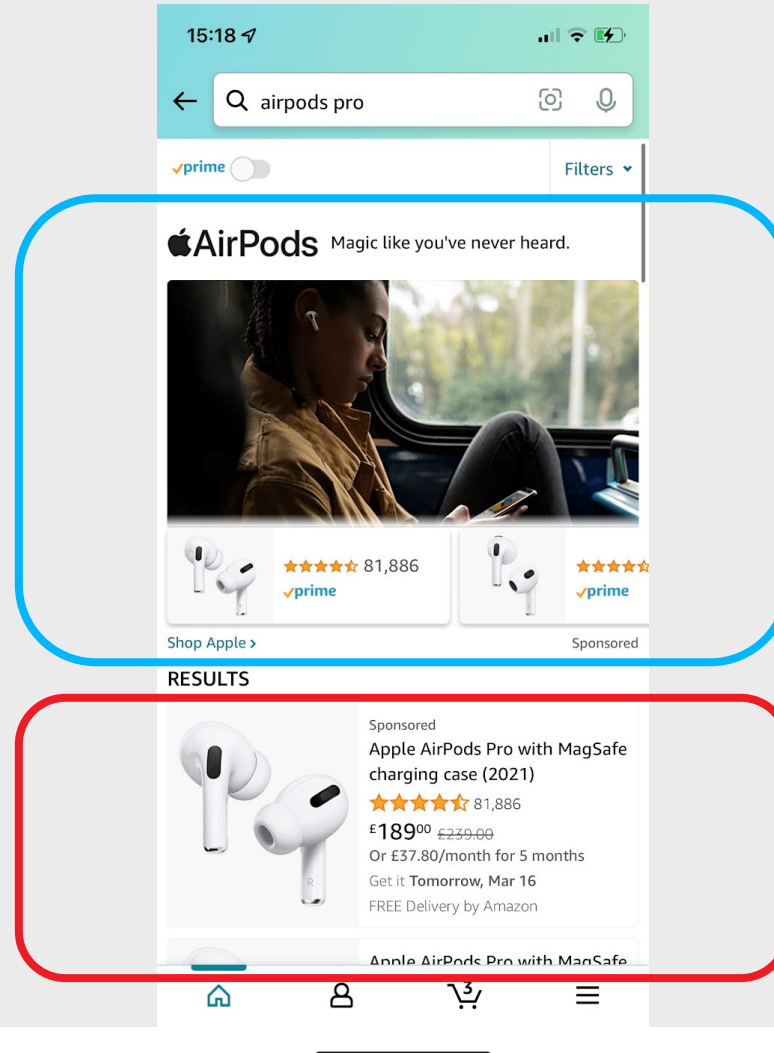 15:18
airpods pro
prime
Filters
AirPods Magic like you've never heard.
81,886
prime
prime
Shop Apple ›
Sponsored
RESULTS
Sponsored
Apple AirPods Pro with MagSafe
charging case (2021)
81,886
£189⁰⁰ £239.00
Or £37.80/month for 5 months
Get it Tomorrow, Mar 16
FREE Delivery by Amazon
R
Apple AirPods Pro with MagSafe
3